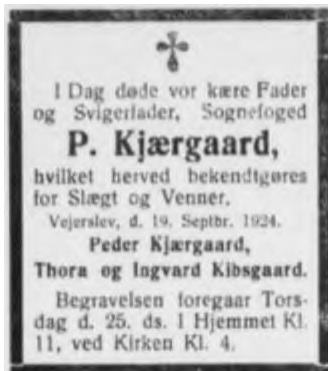 I Dag døde vor kære Fader
og Svigerfader, Sognefoged
P. Kjærgaard,
hvilket herved bekendtgøres
for Slægt og Venner.
Vejerslev, d. 19. Septbr. 1924.
Peder Kjærgaard,
Thora og Ingvard Kibsgaard.
Begravelsen foregaar Tors-
dag d. 25. ds. I Hjemmet Kl.
11, ved Kirken Kl. 4.